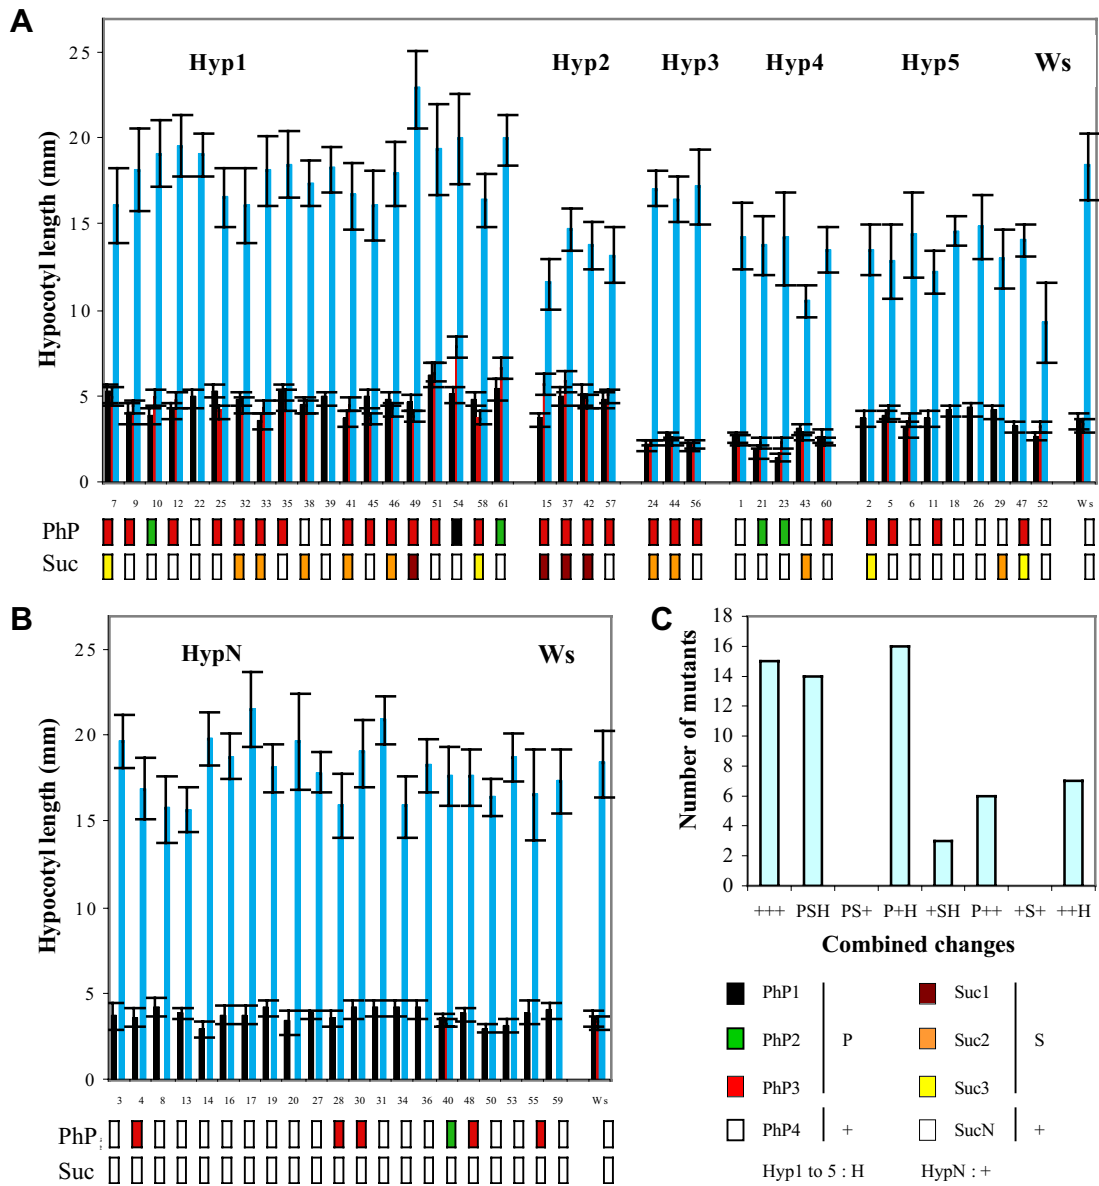 A
Hyp1 Hyp2 Hyp3 Hyp4 Hyp5 Ws
Hypocotyl length (mm)
25
20
15
10
5
0
7 9 10 12 22 25 32 33 35 38 39 41 45 46 49 51 54 58 61 15 37 42 57 24 44 56 1 21 23 43 60 2 5 6 11 18 26 29 47 52 Ws
PhP
Suc
B
HypN Ws
Hypocotyl length (mm)
25
20
15
10
5
0
3 4 8 13 14 16 17 19 20 27 28 30 31 34 36 40 48 50 53 55 59 Ws
PhP
Suc
C
Number of mutants
18
16
14
12
10
8
6
4
2
0
+++ PSH PS+ P+H +SH P++ +S+ ++H
Combined changes
PhP1 Suc1
PhP2 P Suc2 S
PhP3 Suc3
PhP4 + SucN +
Hyp1 to 5 : H HypN : +